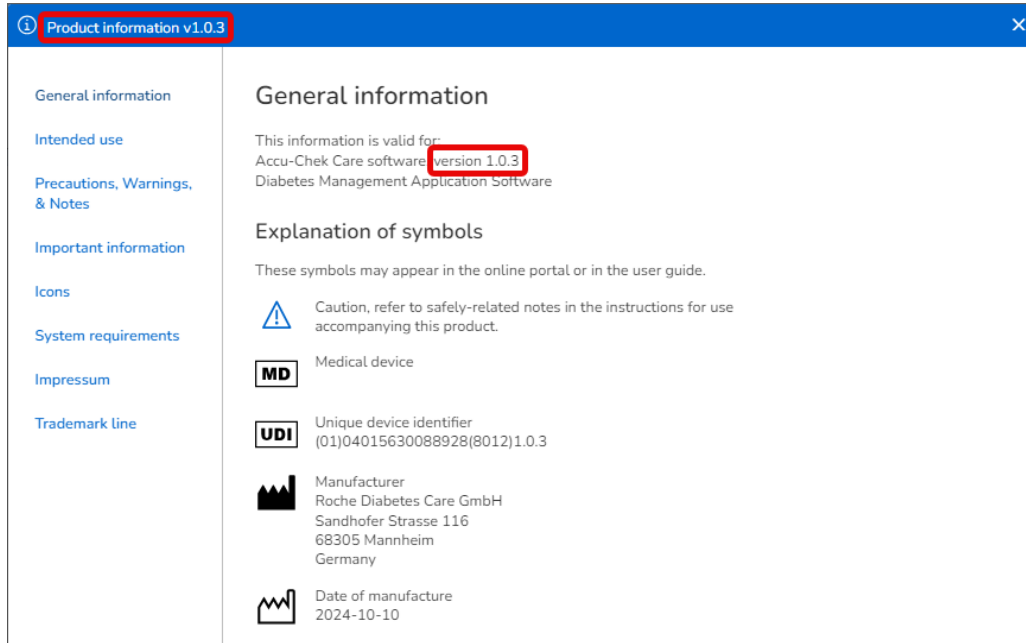 Product information v1.0.3
General information
Intended use
Precautions, Warnings,
& Notes
Important information
Icons
System requirements
Impressum
Trademark line
General information
This information is valid for:
Accu-Chek Care software version 1.0.3
Diabetes Management Application Software
Explanation of symbols
These symbols may appear in the online portal or in the user guide.
Caution, refer to safely-related notes in the instructions for use
accompanying this product.
MD
Medical device
UDI
Unique device identifier
(01)04015630088928(8012)1.0.3
Manufacturer
Roche Diabetes Care GmbH
Sandhofer Strasse 116
68305 Mannheim
Germany
Date of manufacture
2024-10-10